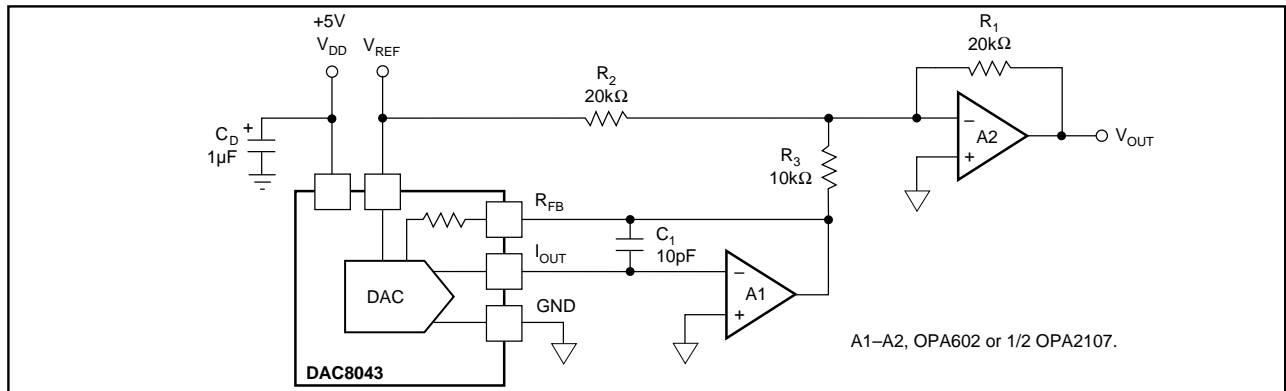 +5V
V_DD
V_REF
R_1
20kΩ
R_2
20kΩ
C_D
+
1µF
–
+
A2
V_OUT
R_3
10kΩ
R_FB
C_1
10pF
I_OUT
DAC
GND
–
+
A1
A1–A2, OPA602 or 1/2 OPA2107.
DAC8043